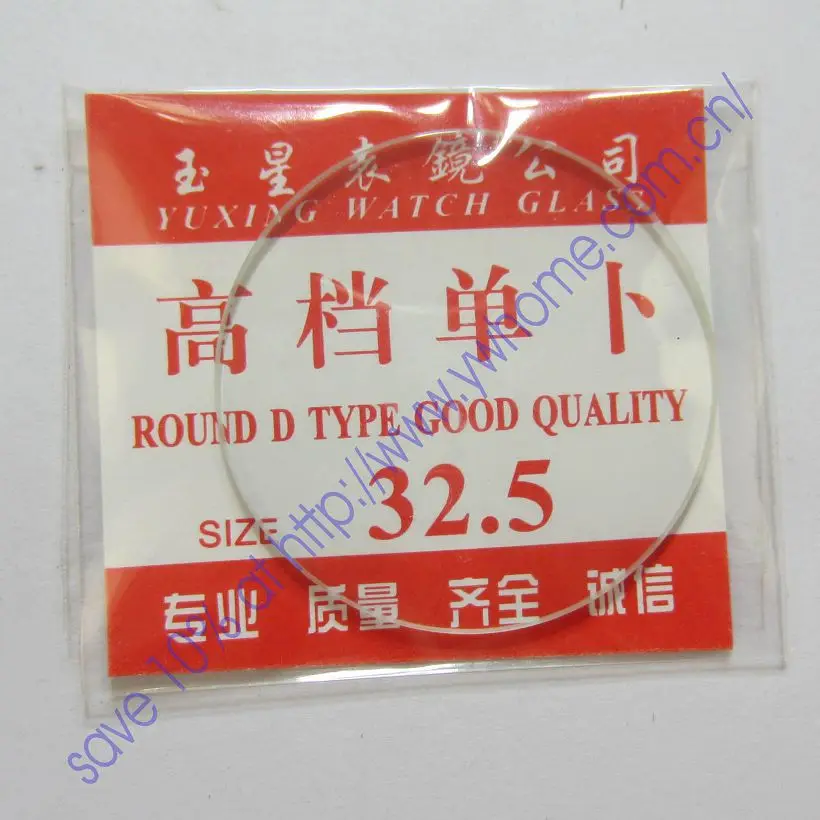 玉星表鏡公司
YUXING WATCH GLASS
高档单卜
ROUND D TYPE GOOD QUALITY
SIZE 32.5
专业 质量 齐全 诚信
save 10% at http://www.ywhome.com.cn/